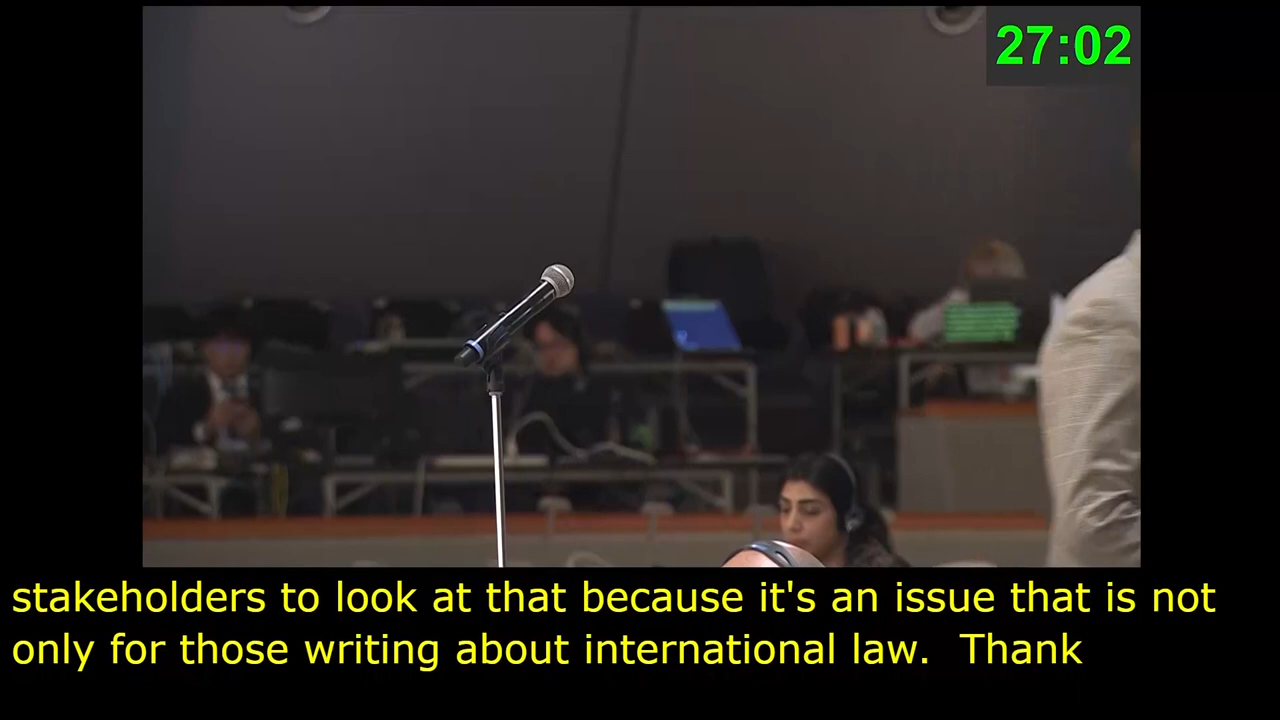 27:02
stakeholders to look at that because it's an issue that is not
only for those writing about international law.  Thank